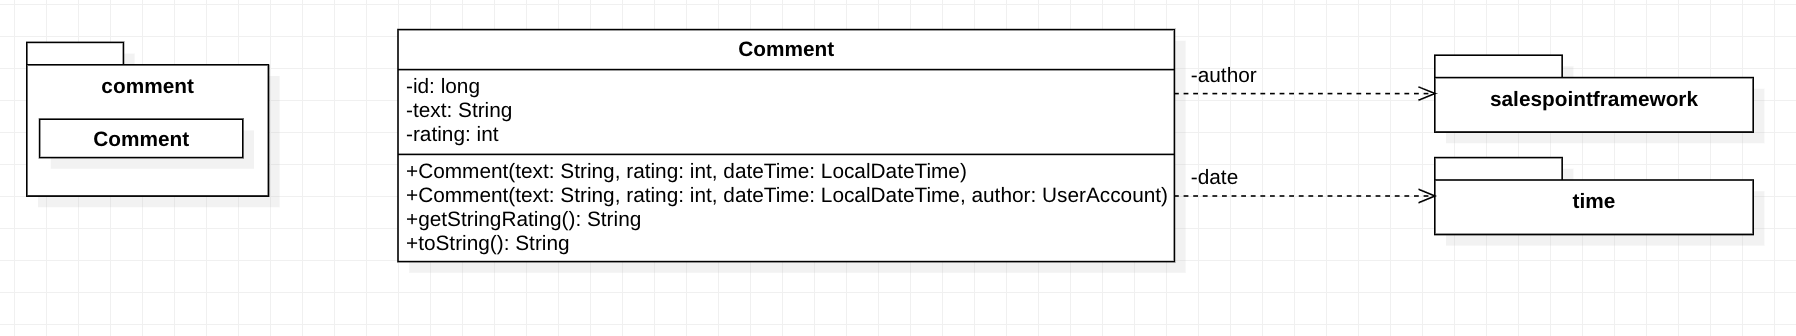 comment
Comment
Comment
-id: long
-text: String
-rating: int
+Comment(text: String, rating: int, dateTime: LocalDateTime)
+Comment(text: String, rating: int, dateTime: LocalDateTime, author: UserAccount)
+getStringRating(): String
+toString(): String
-author
salespointframework
-date
time